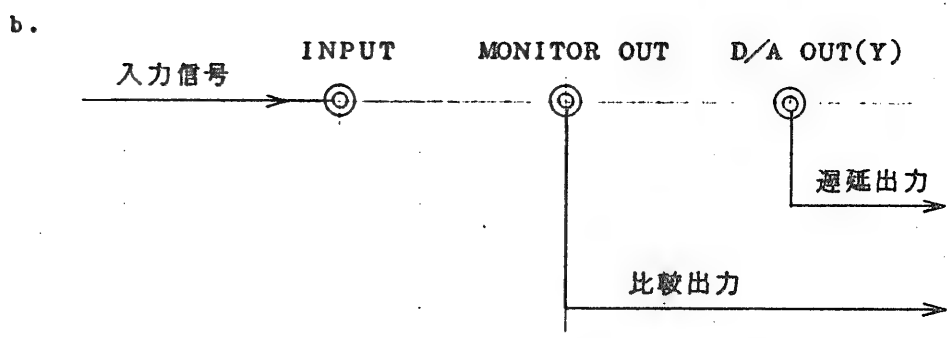 b.
INPUT MONITOR OUT D/A OUT(Y)
入力信号
遅延出力
比較出力